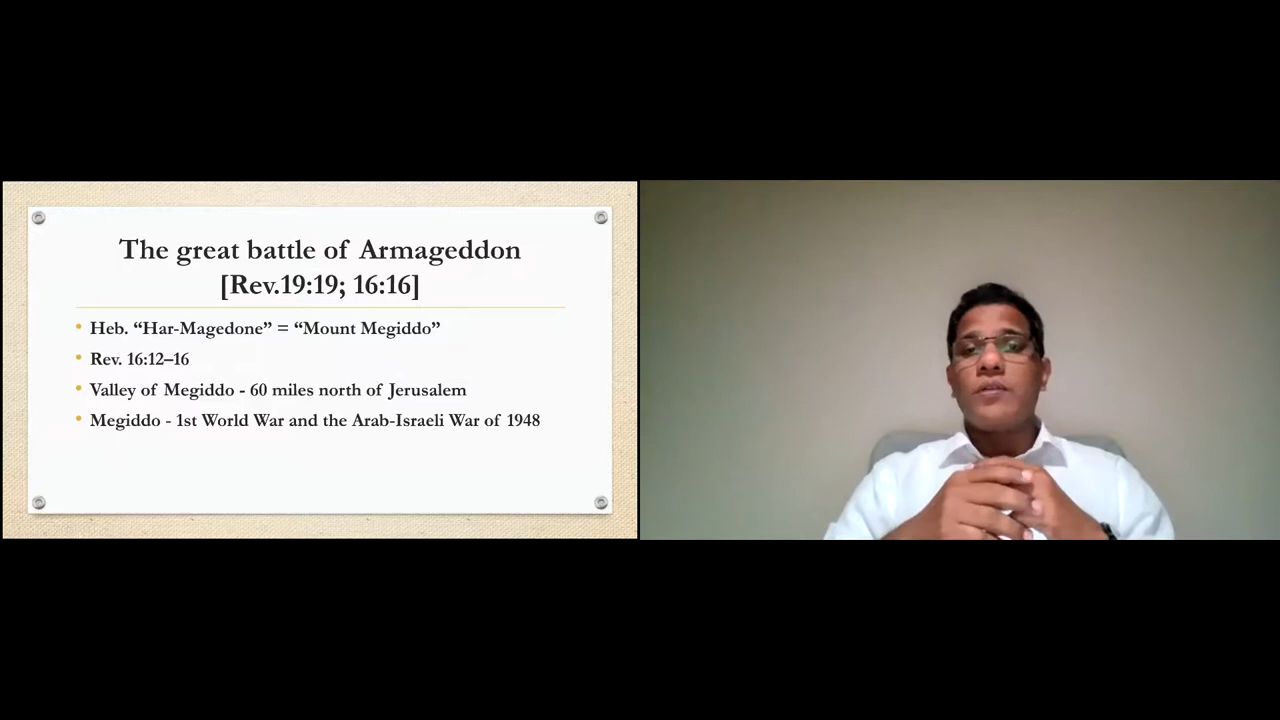 The great battle of Armageddon
[Rev.19:19; 16:16]
• Heb. “Har-Magedone” = “Mount Megiddo”
• Rev. 16:12–16
• Valley of Megiddo - 60 miles north of Jerusalem
• Megiddo - 1st World War and the Arab-Israeli War of 1948